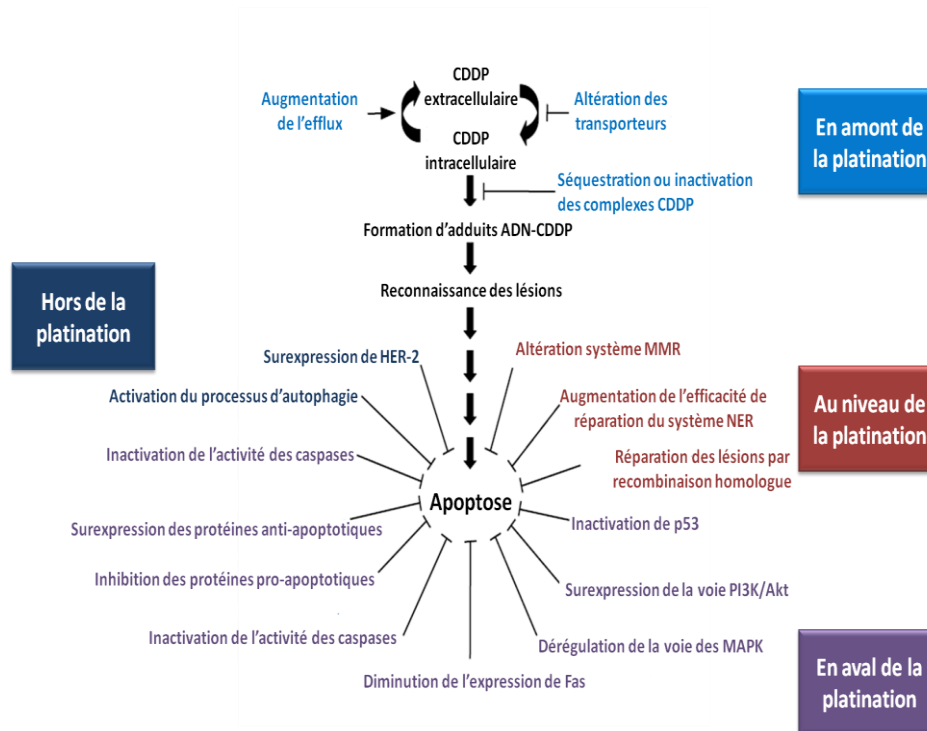 CDDP
extracellulaire
Augmentation
de l'efflux
Altération des
transporteurs
En amont de
la platination
CDDP
intracellulaire
Séquestration ou inactivation
des complexes CDDP
Formation d'adduits ADN-CDDP
Reconnaissance des lésions
Hors de la
platination
Surexpression de HER-2
Altération système MMR
Activation du processus d'autophagie
Augmentation de l'efficacité de
réparation du système NER
Au niveau de
la platination
Inactivation de l'activité des caspases
Réparation des lésions par
recombinaison homologue
Apoptose
Surexpression des protéines anti-apoptotiques
Inactivation de p53
Inhibition des protéines pro-apoptotiques
Surexpression de la voie PI3K/Akt
Inactivation de l'activité des caspases
Dérégulation de la voie des MAPK
Diminution de l'expression de Fas
En aval de la
platination